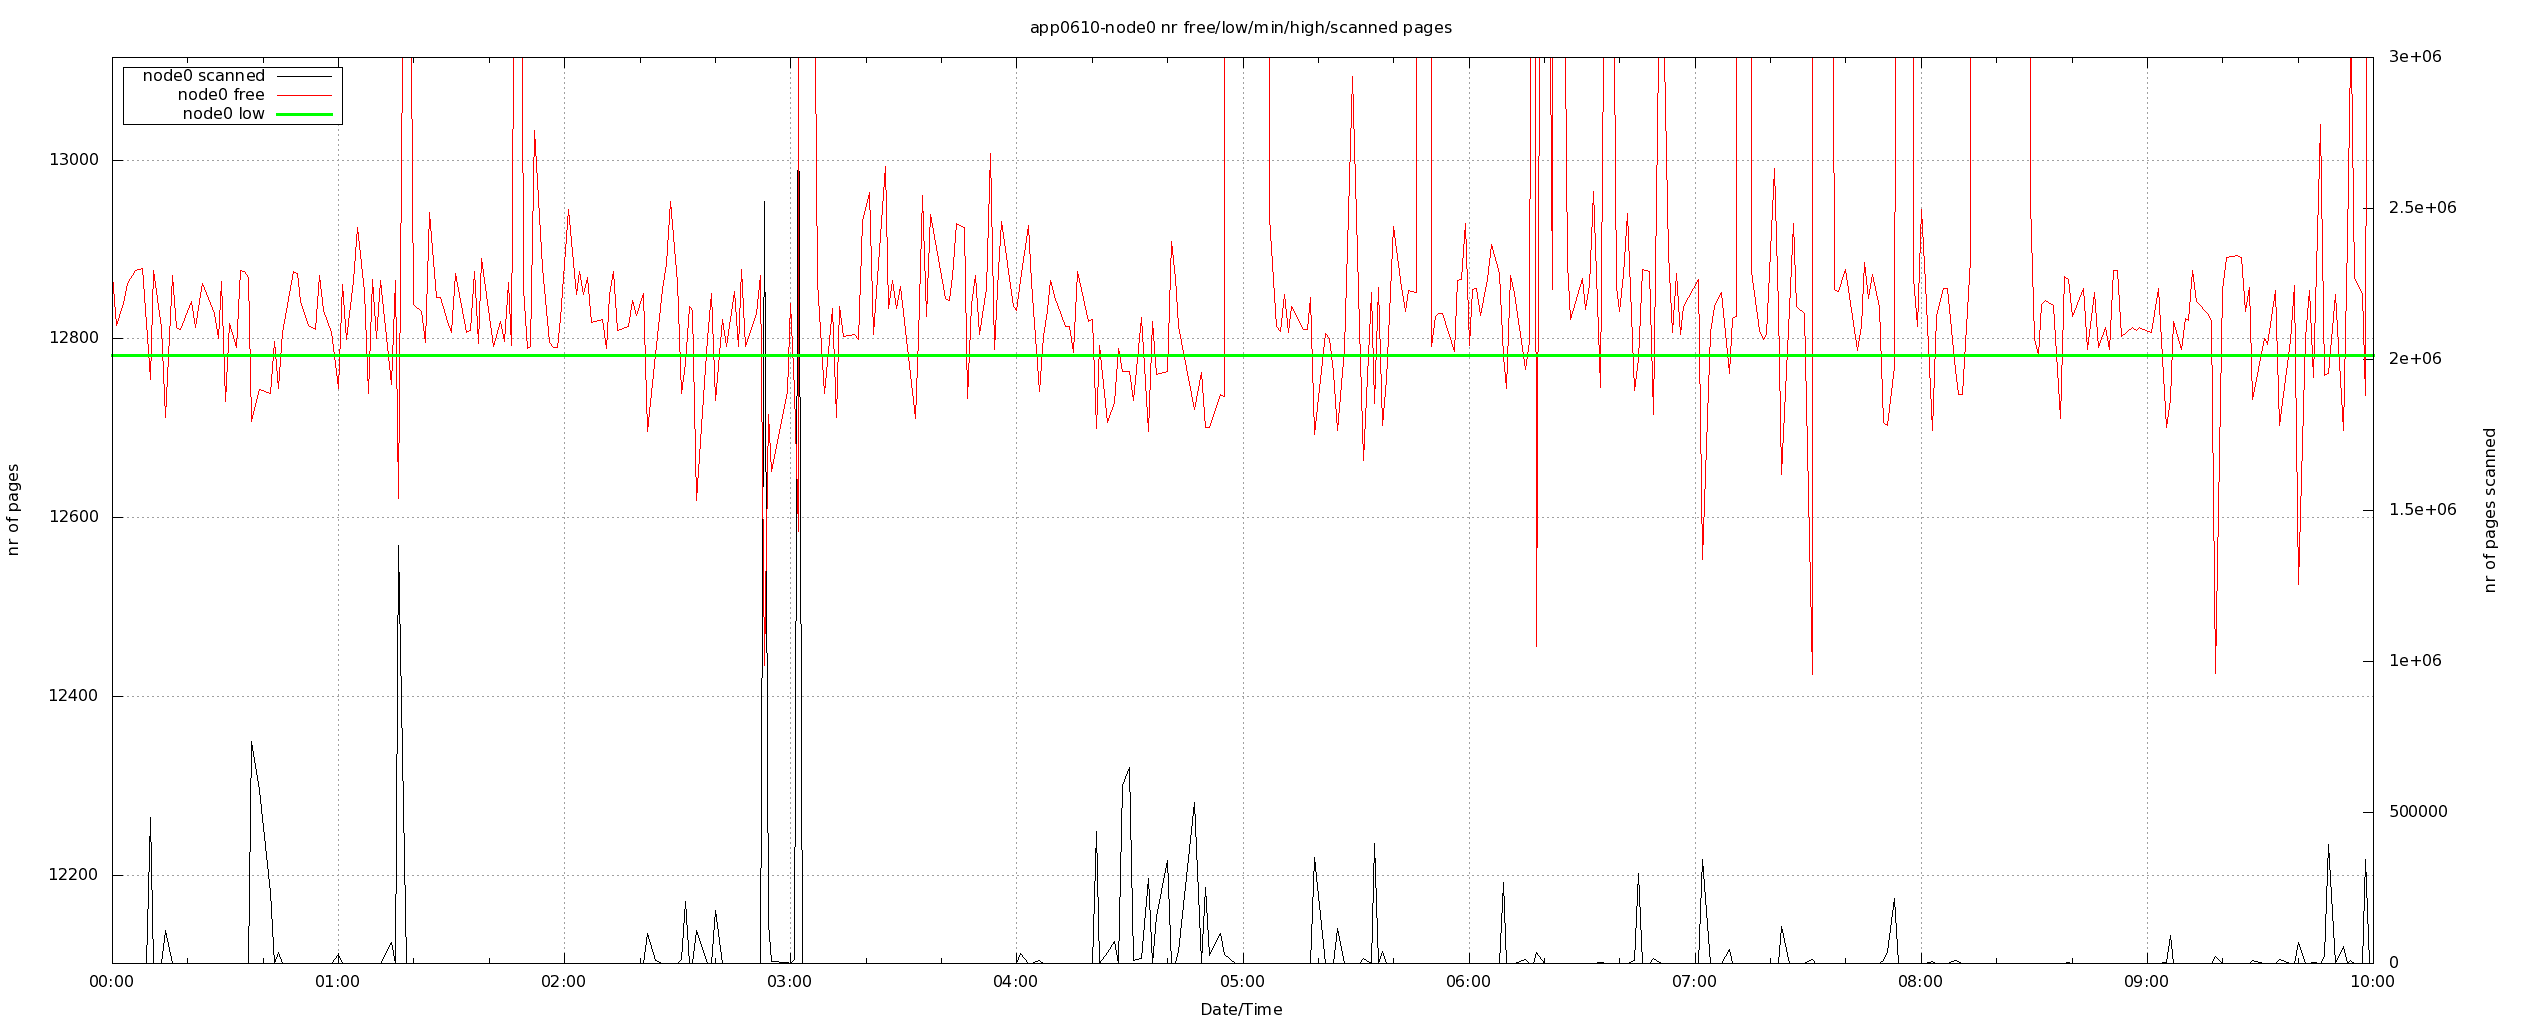 app0610-node0 nr free/low/min/high/scanned pages
node0 scanned
node0 free
node0 low
13000
12800
12600
12400
12200
nr of pages
3e+06
2.5e+06
2e+06
1.5e+06
1e+06
500000
0
nr of pages scanned
00:00 01:00 02:00 03:00 04:00 05:00 06:00 07:00 08:00 09:00 10:00
Date/Time